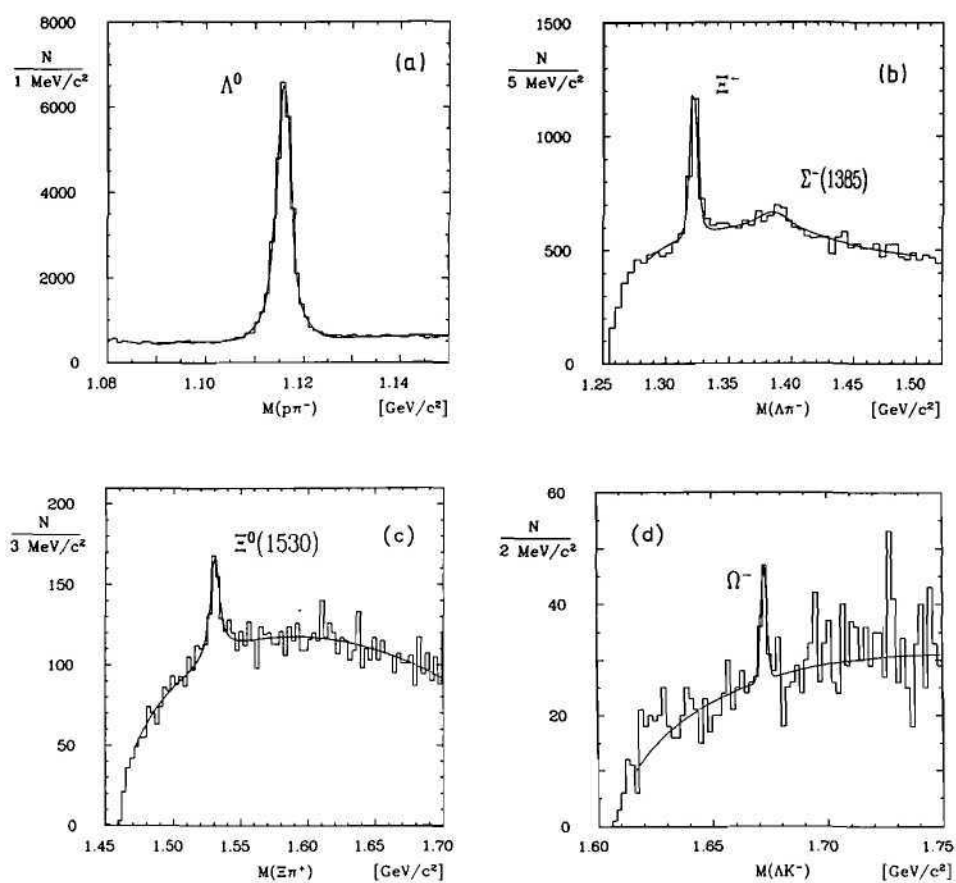 8000
N
1 MeV/c²
6000
4000
2000
0
Λ⁰
(a)
1.08 1.10 1.12 1.14
M(pπ⁻) [GeV/c²]
1500
N
5 MeV/c²
1000
500
0
Ξ⁻
(b)
Σ⁻(1385)
1.25 1.30 1.35 1.40 1.45 1.50
M(Λπ⁻) [GeV/c²]
200
N
3 MeV/c²
150
100
50
0
Ξ⁰(1530)
(c)
1.45 1.50 1.55 1.60 1.65 1.70
M(Ξπ⁺) [GeV/c²]
60
N
2 MeV/c²
40
20
0
(d)
Ω⁻
1.60 1.65 1.70 1.75
M(ΛK⁻) [GeV/c²]